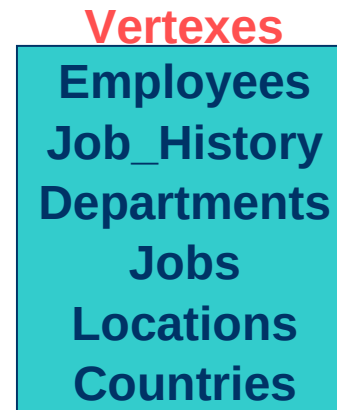 Vertexes
Employees
Job_History
Departments
Jobs
Locations
Countries